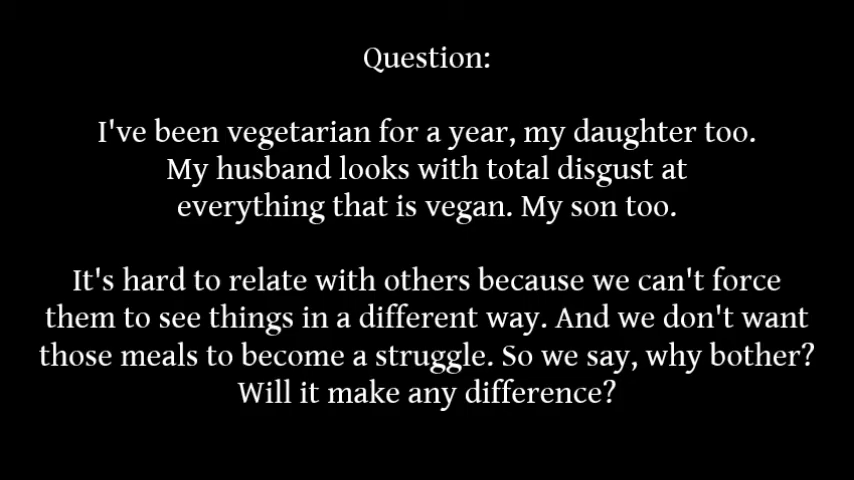 Question:
I've been vegetarian for a year, my daughter too.
My husband looks with total disgust at
everything that is vegan. My son too.
It's hard to relate with others because we can't force
them to see things in a different way. And we don't want
those meals to become a struggle. So we say, why bother?
Will it make any difference?